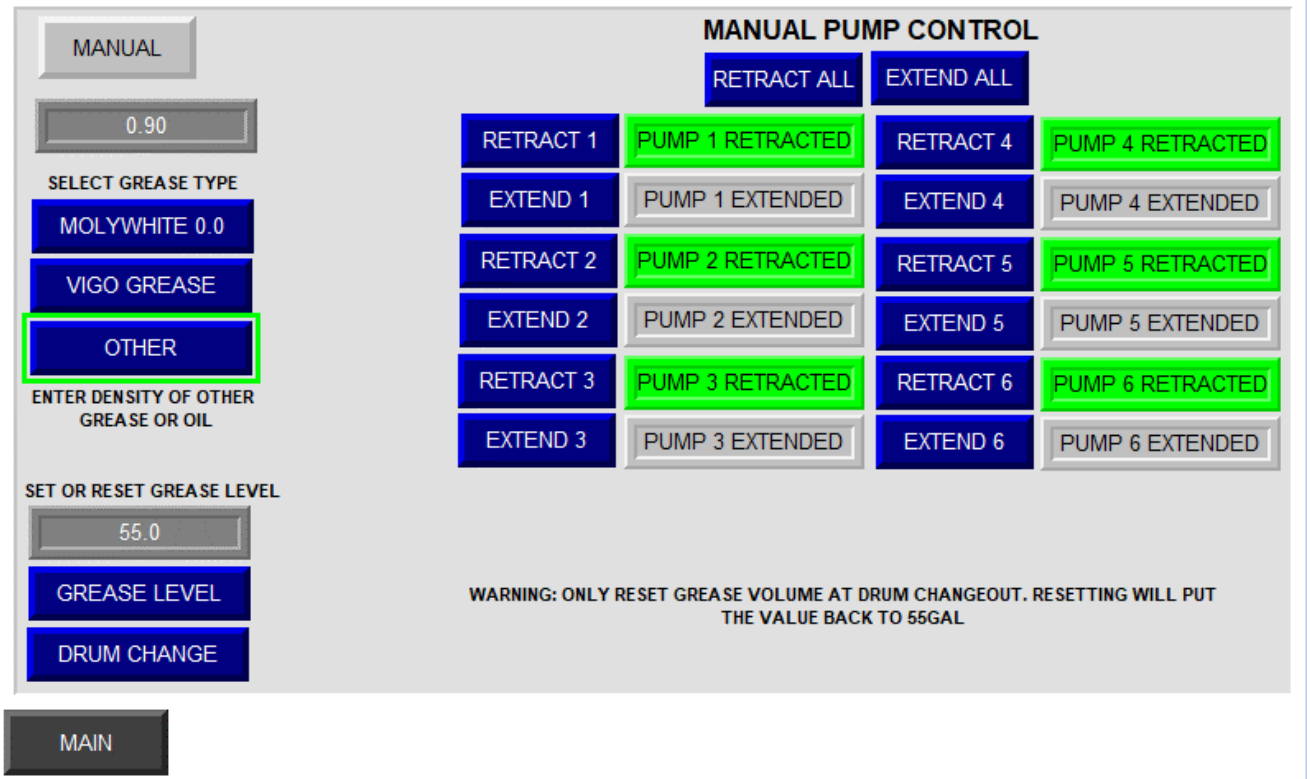 MANUAL
0.90
SELECT GREASE TYPE
MOLYWHITE 0.0
VIGO GREASE
OTHER
ENTER DENSITY OF OTHER
GREASE OR OIL
SET OR RESET GREASE LEVEL
55.0
GREASE LEVEL
DRUM CHANGE
MANUAL PUMP CONTROL
RETRACT ALL EXTEND ALL
RETRACT 1 PUMP 1 RETRACTED RETRACT 4 PUMP 4 RETRACTED
EXTEND 1 PUMP 1 EXTENDED EXTEND 4 PUMP 4 EXTENDED
RETRACT 2 PUMP 2 RETRACTED RETRACT 5 PUMP 5 RETRACTED
EXTEND 2 PUMP 2 EXTENDED EXTEND 5 PUMP 5 EXTENDED
RETRACT 3 PUMP 3 RETRACTED RETRACT 6 PUMP 6 RETRACTED
EXTEND 3 PUMP 3 EXTENDED EXTEND 6 PUMP 6 EXTENDED
WARNING: ONLY RESET GREASE VOLUME AT DRUM CHANGEOUT. RESETTING WILL PUT
THE VALUE BACK TO 55GAL
MAIN